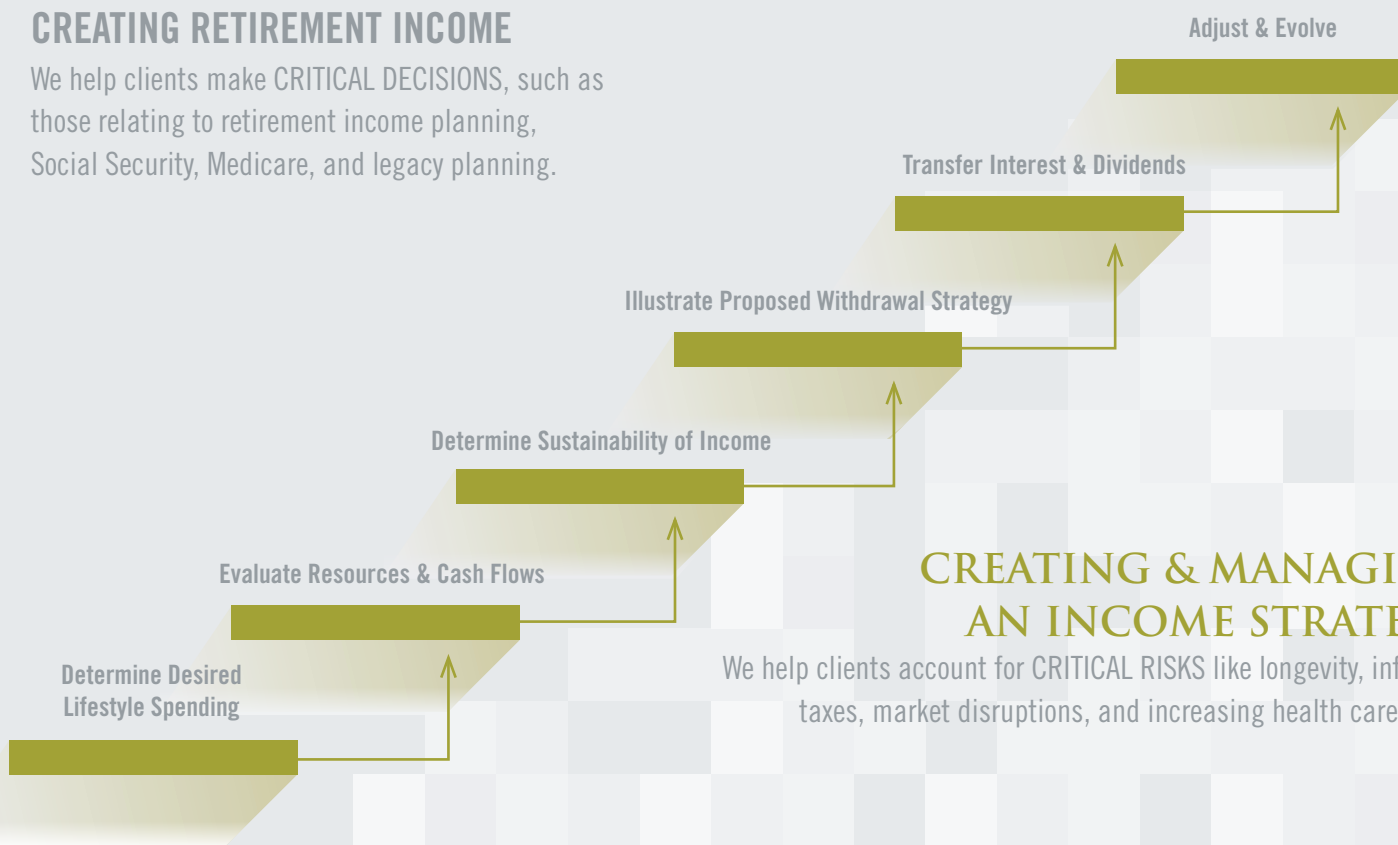 CREATING RETIREMENT INCOME
We help clients make CRITICAL DECISIONS, such as
those relating to retirement income planning,
Social Security, Medicare, and legacy planning.
Adjust & Evolve
Transfer Interest & Dividends
Illustrate Proposed Withdrawal Strategy
Determine Sustainability of Income
Evaluate Resources & Cash Flows
Determine Desired
Lifestyle Spending
CREATING & MANAGI
AN INCOME STRATE
We help clients account for CRITICAL RISKS like longevity, inf
taxes, market disruptions, and increasing health care